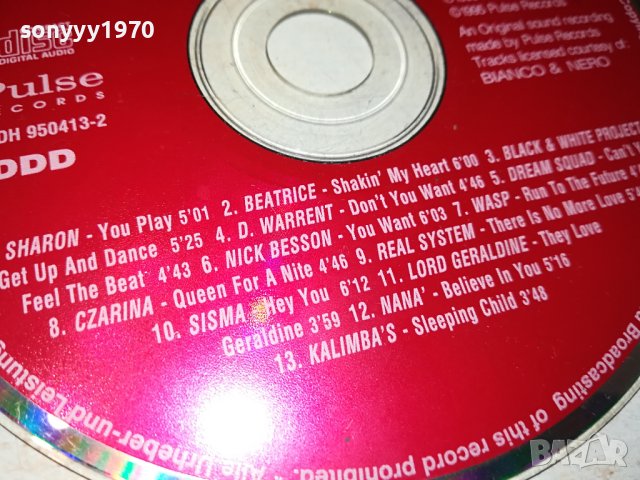 sonyyy1970
disc
DIGITAL AUDIO
Pulse
RECORDS
DH 950413-2
DDD
©1995 Pulse Records
An Original sound recording
made by Pulse Records
Tracks licensed courtesy of:
BIANCO & NERO
SHARON - You Play 5'01 2. BEATRICE - Shakin' My Heart 6'00 3. BLACK & WHITE PROJECT
Get Up And Dance 5'25 4. D. WARRENT - Don't You Want 4'46 5. DREAM SQUAD - Can't
Feel The Beat 4'43 6. NICK BESSON - You Want 6'03 7. WASP - Run To The Future
8. CZARINA - Queen For A Nite 4'46 9. REAL SYSTEM - There Is No More Love
10. SISMA - Hey You 6'12 11. LORD GERALDINE - They Love
Geraldine 3'59 12. NANA' - Believe In You 5'16
13. KALIMBA'S - Sleeping Child 3'48
Alle Urheber-und Leistung
broadcasting of this record prohibited.
BAZAR